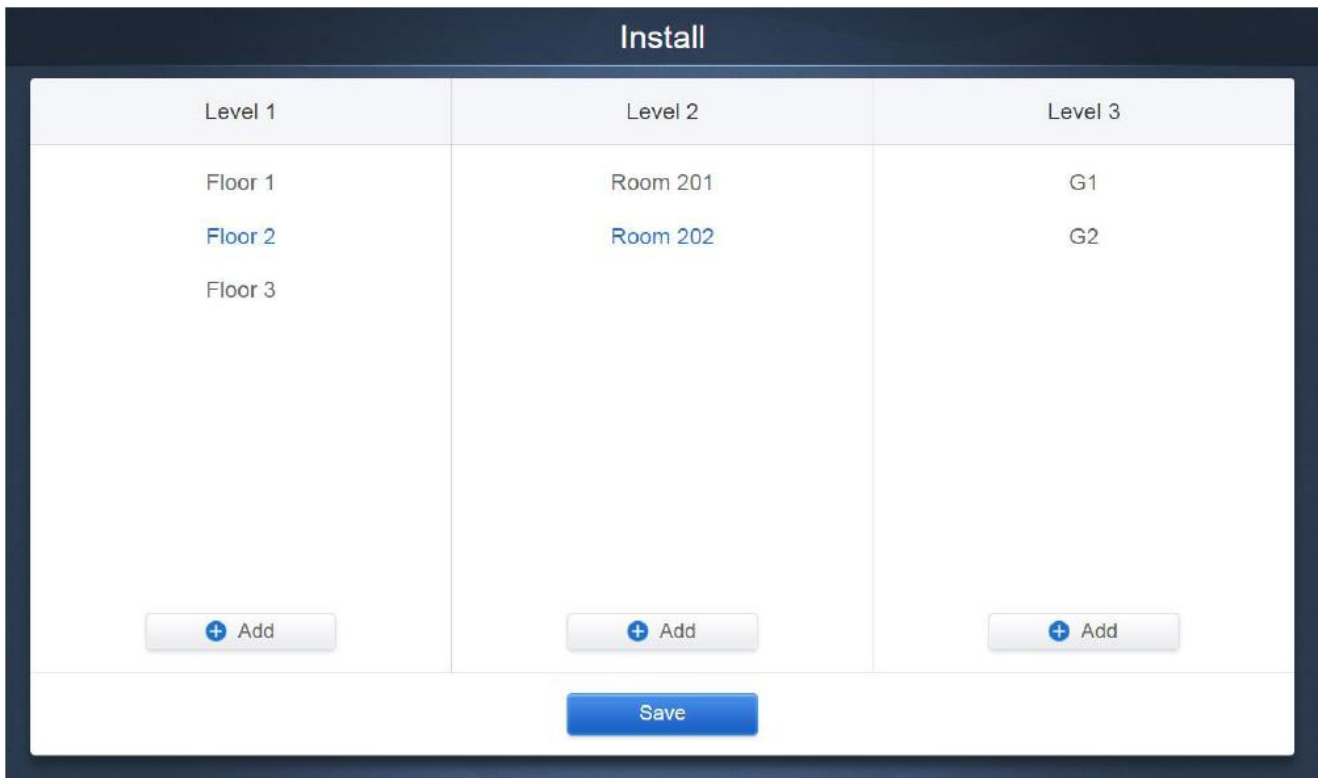 Install
Level 1 Level 2 Level 3
Floor 1 Room 201 G1
Floor 2 Room 202 G2
Floor 3
Add Add Add
Save